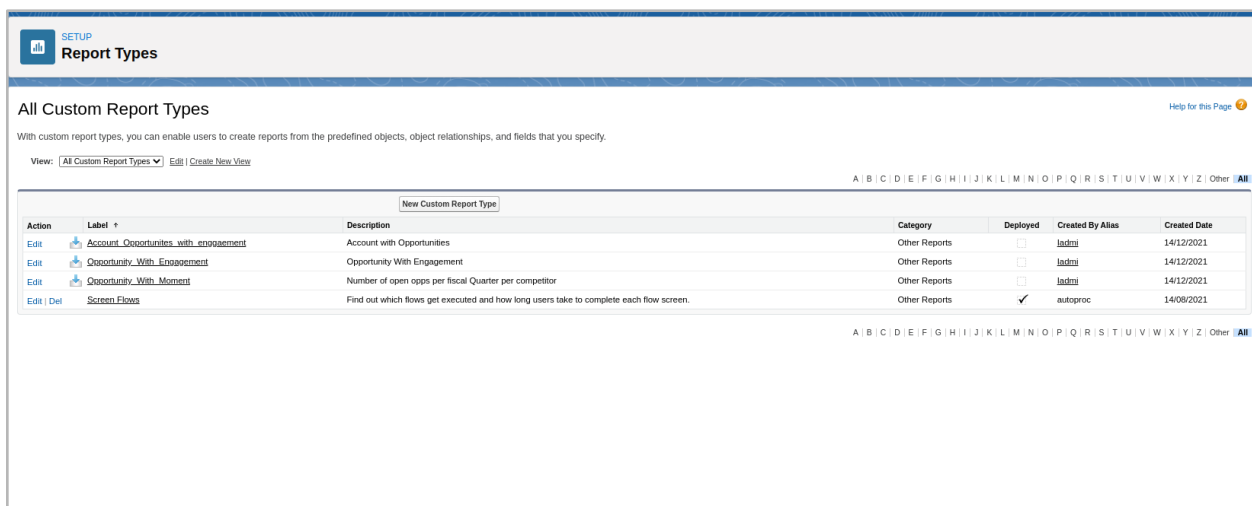 SETUP
Report Types
All Custom Report Types
Help for this Page ?
With custom report types, you can enable users to create reports from the predefined objects, object relationships, and fields that you specify.
View: All Custom Report Types Edit | Create New View
A | B | C | D | E | F | G | H | I | J | K | L | M | N | O | P | Q | R | S | T | U | V | W | X | Y | Z | Other All
New Custom Report Type
Action Label ↑ Description Category Deployed Created By Alias Created Date
Edit Account_Opportunites_with_enggaement Account with Opportunities Other Reports ladmi 14/12/2021
Edit Opportunity_With_Engagement Opportunity With Engagement Other Reports ladmi 14/12/2021
Edit Opportunity_With_Moment Number of open opps per fiscal Quarter per competitor Other Reports ladmi 14/12/2021
Edit | Del Screen Flows Find out which flows get executed and how long users take to complete each flow screen. Other Reports ✓ autoproc 14/08/2021
A | B | C | D | E | F | G | H | I | J | K | L | M | N | O | P | Q | R | S | T | U | V | W | X | Y | Z | Other All